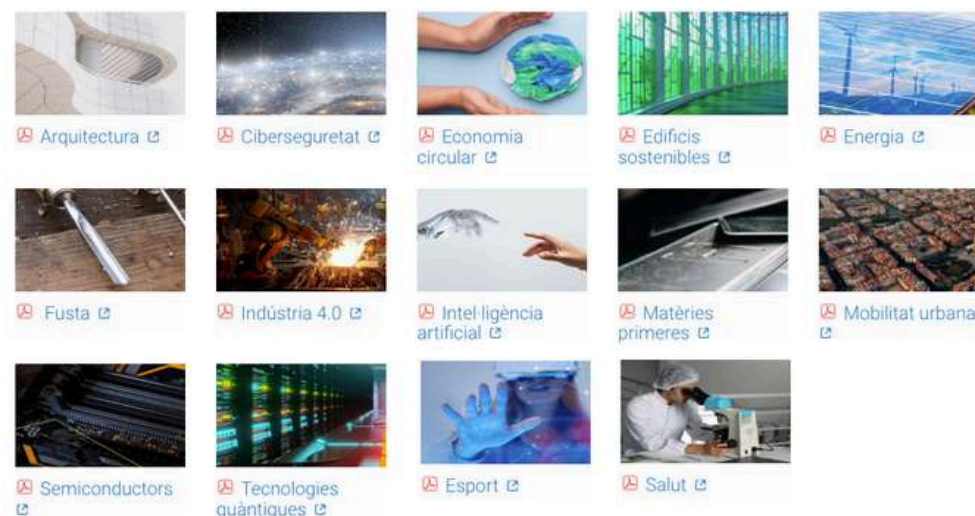 Arquitectura
Ciberseguretat
Economia
circular
Edificis
sostenibles
Energia
Fusta
Indústria 4.0
Intel·ligència
artificial
Matèries
primeres
Mobilitat urbana
Semiconductors
Tecnologies
quàntiques
Esport
Salut